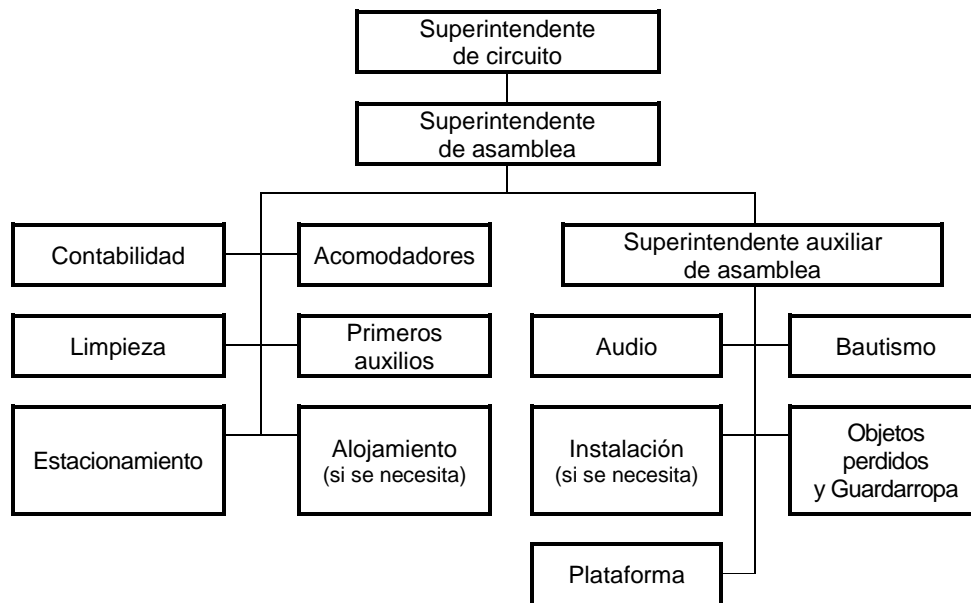 Superintendente
de circuito
Superintendente
de asamblea
Contabilidad
Acomodadores
Superintendente auxiliar
de asamblea
Limpieza
Primeros
auxilios
Audio
Bautismo
Estacionamiento
Alojamiento
(si se necesita)
Instalación
(si se necesita)
Objetos
perdidos
y Guardarropa
Plataforma